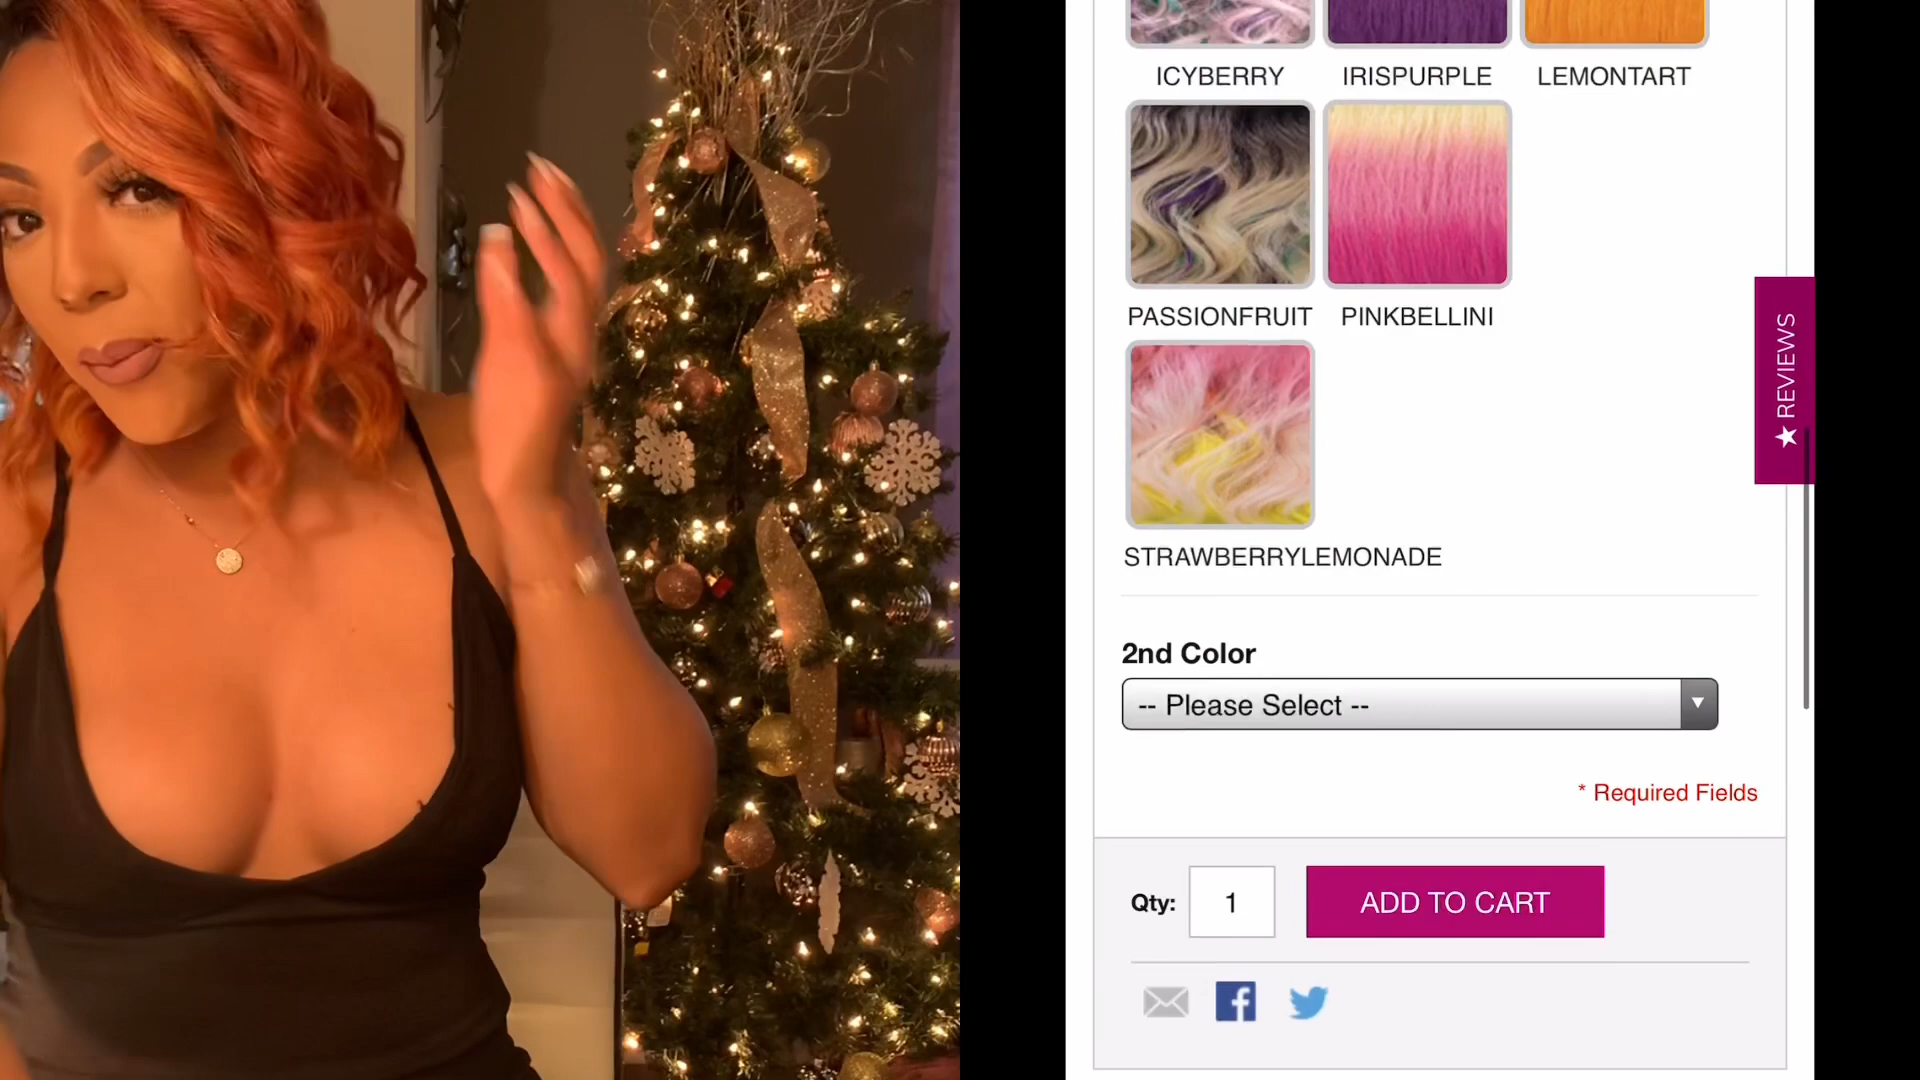 ICYBERRY IRISPURPLE LEMONTART
PASSIONFRUIT PINKBELLINI
STRAWBERRYLEMONADE
★ REVIEWS
2nd Color
-- Please Select --
* Required Fields
Qty: 1 ADD TO CART